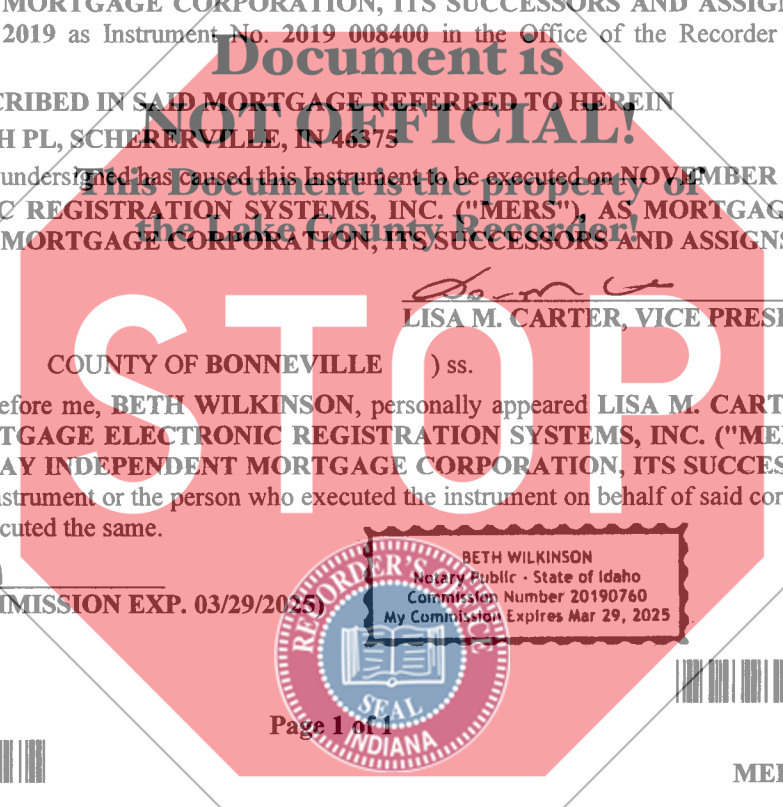 MORTGAGE CORPORATION, ITS SUCCESSORS AND ASSIG
2019 as Instrument No. 2019 008400 in the Office of the Recorder
Document is
CRIBED IN SAID MORTGAGE REFERRED TO HEREIN
NOT OFFICIAL!
H PL, SCHERERVILLE, IN 46375
undersigned has caused this Instrument to be executed on NOVEMBER
This Document is the property of
C REGISTRATION SYSTEMS, INC. ("MERS"), AS MORTGAG
the Lake County Recorder!
MORTGAGE CORPORATION, ITS SUCCESSORS AND ASSIGNS
LISA M. CARTER, VICE PRESI
STOP
COUNTY OF BONNEVILLE ) ss.
efore me, BETH WILKINSON, personally appeared LISA M. CART
TGAGE ELECTRONIC REGISTRATION SYSTEMS, INC. ("ME
AY INDEPENDENT MORTGAGE CORPORATION, ITS SUCCES
nstrument or the person who executed the instrument on behalf of said cor
cuted the same.
BETH WILKINSON
Notary Public - State of Idaho
Commission Number 20190760
My Commission Expires Mar 29, 2025
MMISSION EXP. 03/29/2025)
RECORDER'S OFFICE
SEAL
INDIANA
Page 1 of 1
MER